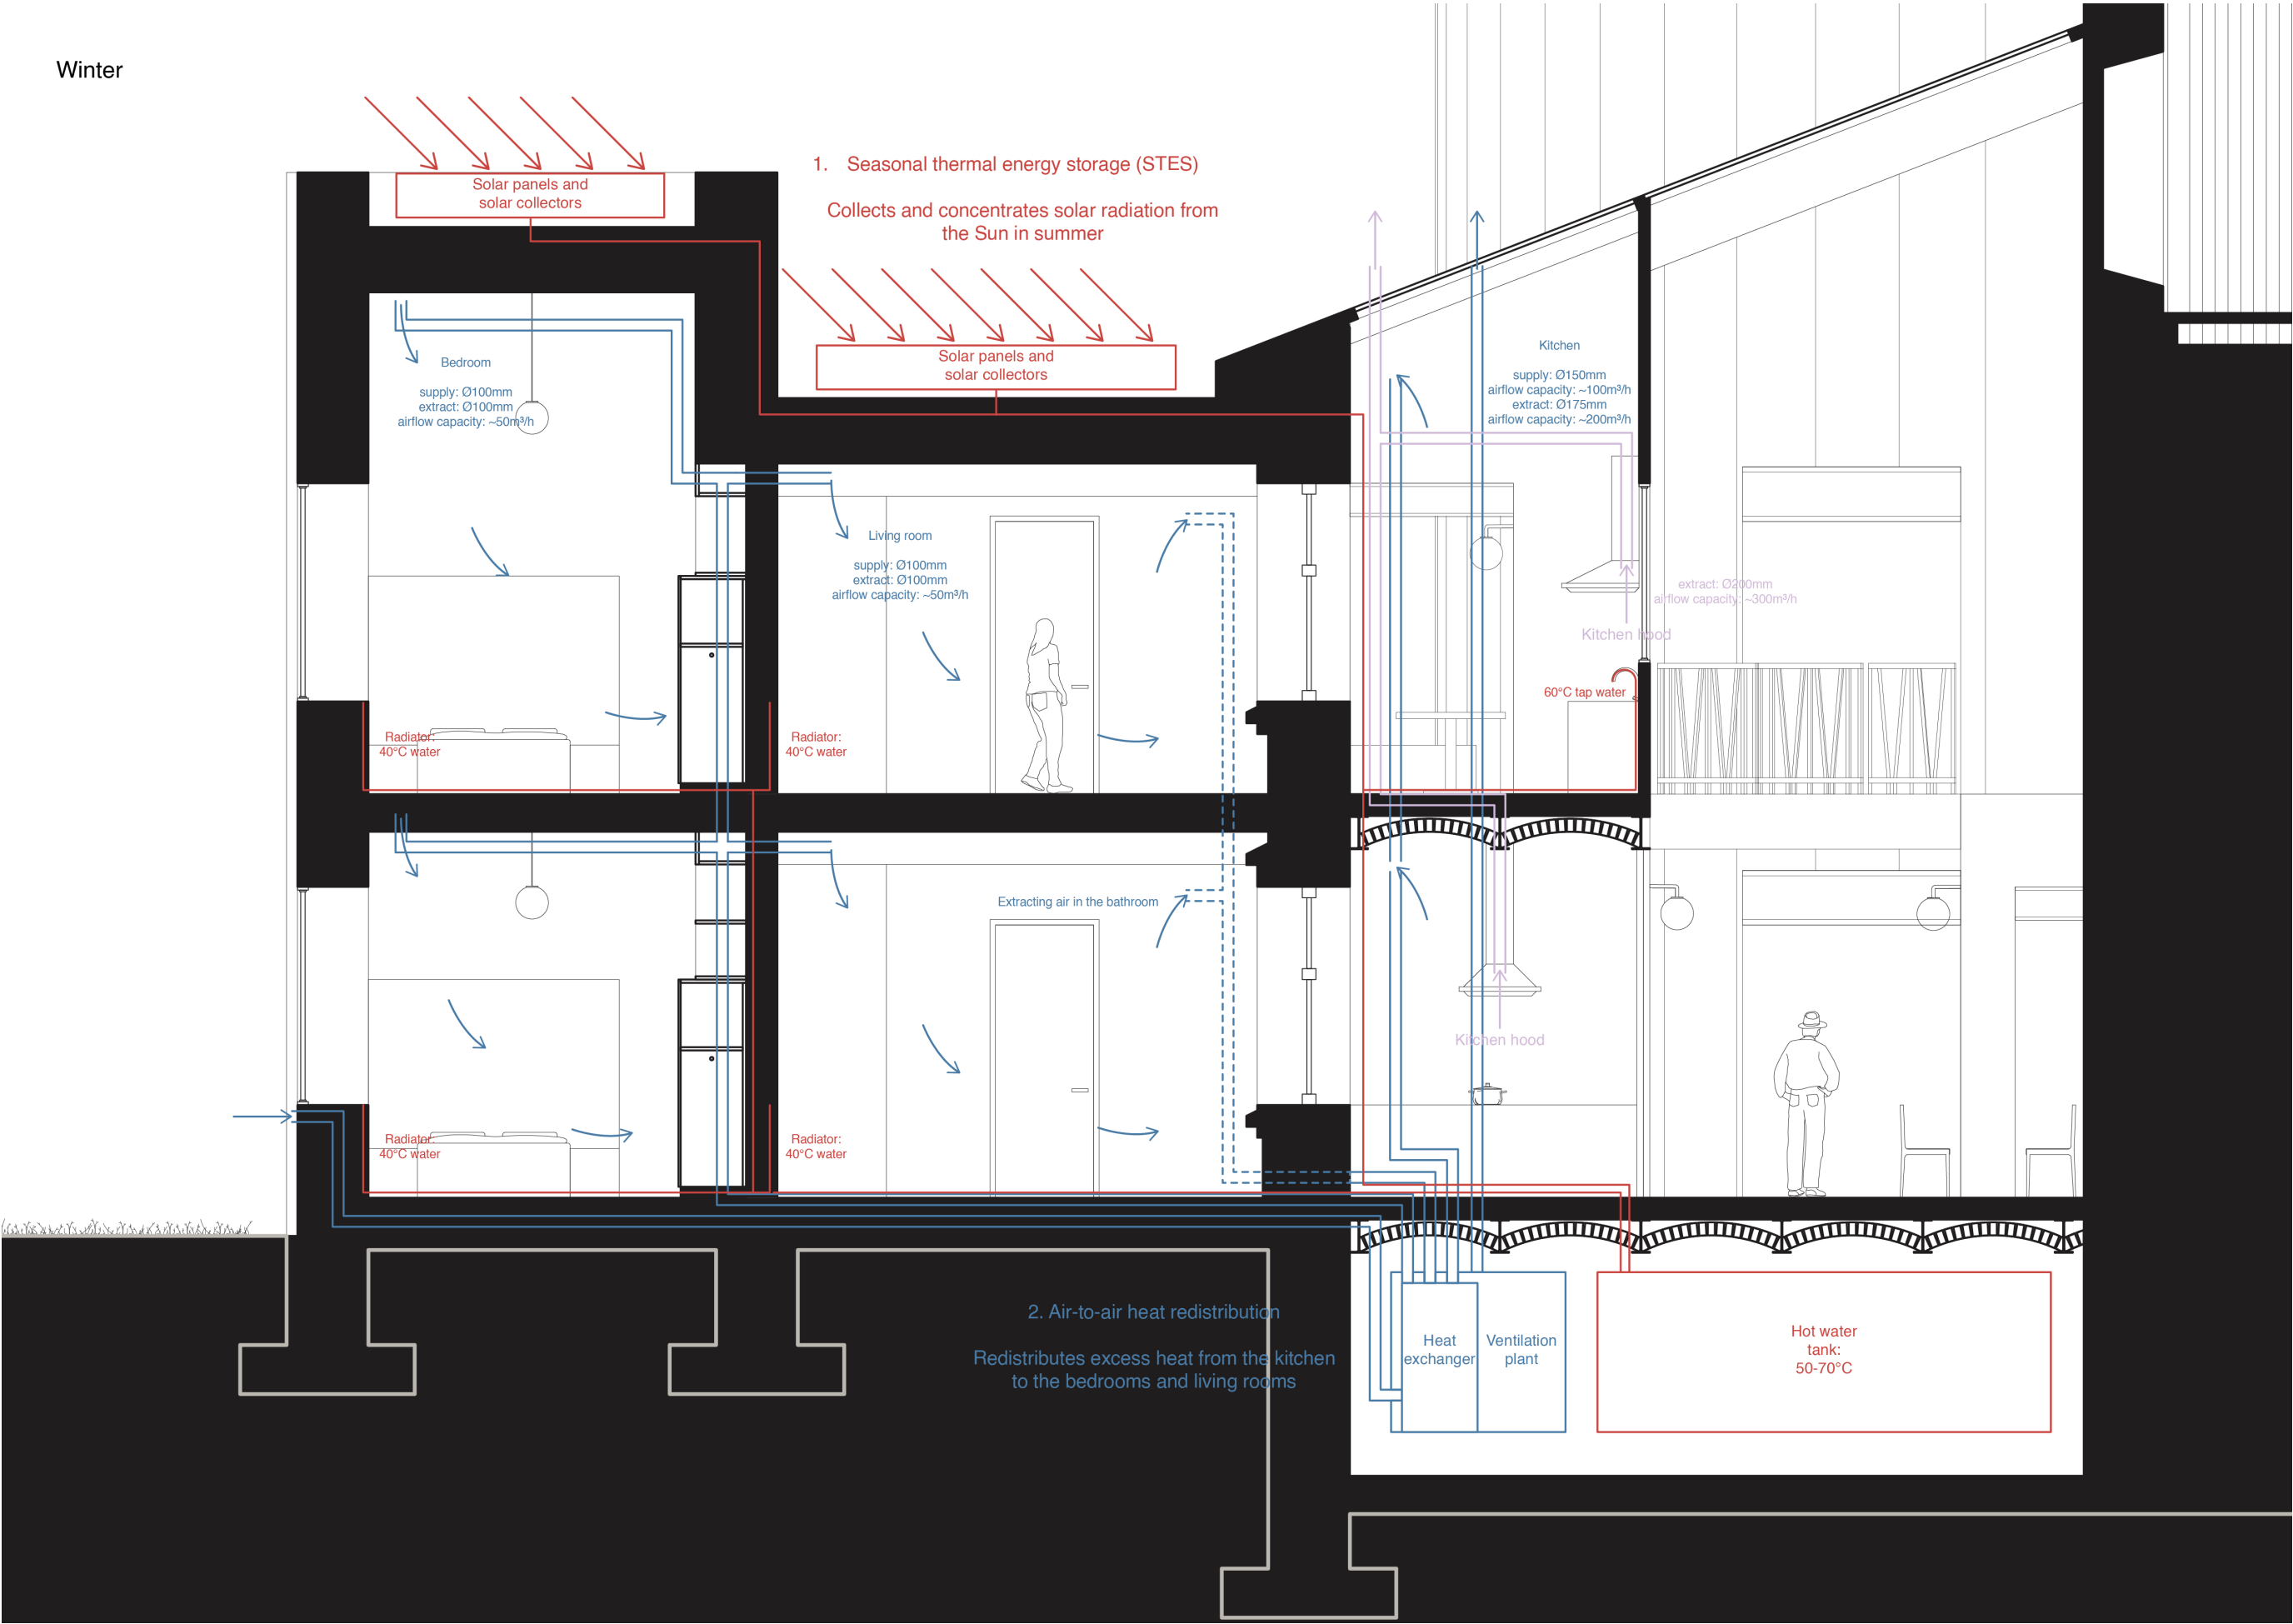 Winter
Solar panels and
solar collectors
1. Seasonal thermal energy storage (STES)
Collects and concentrates solar radiation from
the Sun in summer
Solar panels and
solar collectors
Bedroom
supply: Ø100mm
extract: Ø100mm
airflow capacity: ~50m³/h
Kitchen
supply: Ø150mm
airflow capacity: ~100m³/h
extract: Ø175mm
airflow capacity: ~200m³/h
Living room
supply: Ø100mm
extract: Ø100mm
airflow capacity: ~50m³/h
extract: Ø200mm
airflow capacity: ~300m³/h
Kitchen hood
60°C tap water
Radiator:
40°C water
Radiator:
40°C water
Extracting air in the bathroom
Kitchen hood
Radiator:
40°C water
Radiator:
40°C water
2. Air-to-air heat redistribution
Redistributes excess heat from the kitchen
to the bedrooms and living rooms
Heat
exchanger
Ventilation
plant
Hot water
tank:
50-70°C